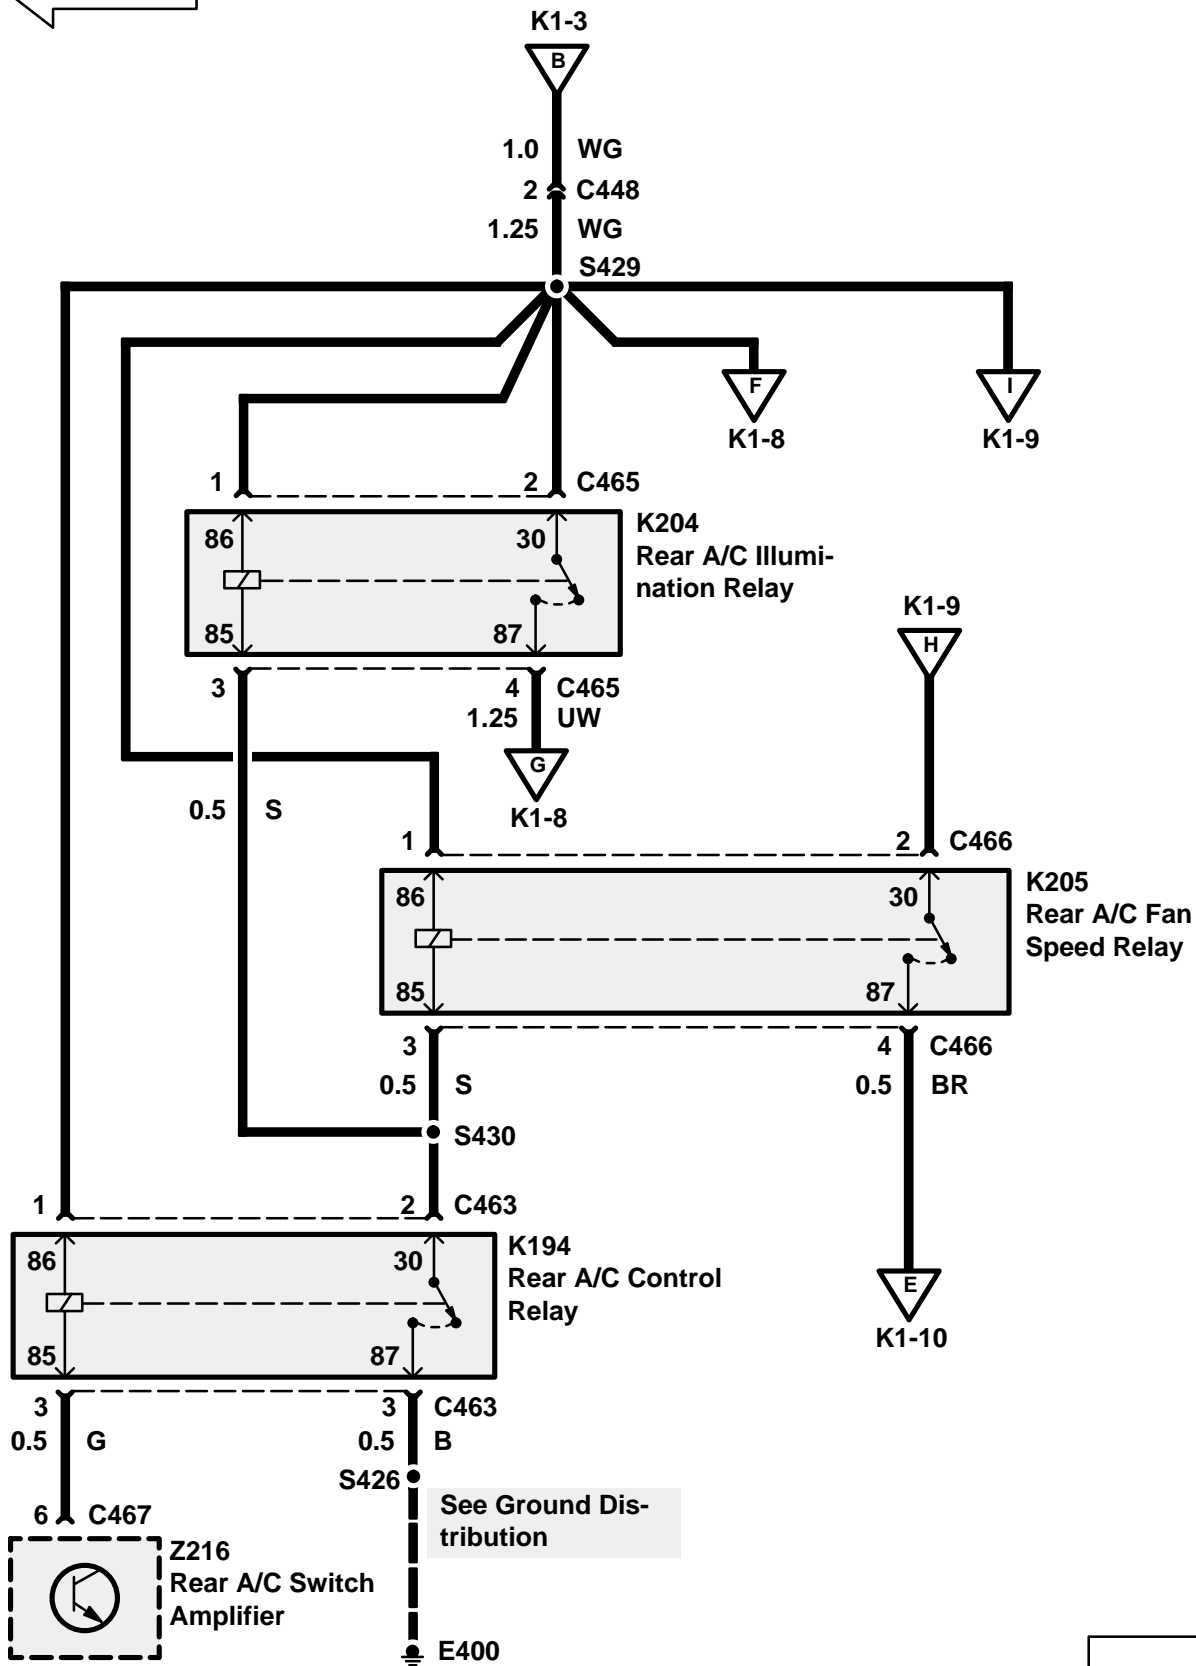 K1-3
B
1.0 WG
2 C448
1.25 WG
S429
F
I
K1-8
K1-9
1 2 C465
86 30
K204
Rear A/C Illumi-
nation Relay
85 87
K1-9
H
3 4 C465
1.25 UW
G
K1-8
0.5 S
1 2 C466
86 30
K205
Rear A/C Fan
Speed Relay
85 87
3 4 C466
0.5 S 0.5 BR
S430
1 2 C463
86 30
K194
Rear A/C Control
Relay
85 87
E
K1-10
3 3 C463
0.5 G 0.5 B
S426
See Ground Dis-
tribution
6 C467
Z216
Rear A/C Switch
Amplifier
E400